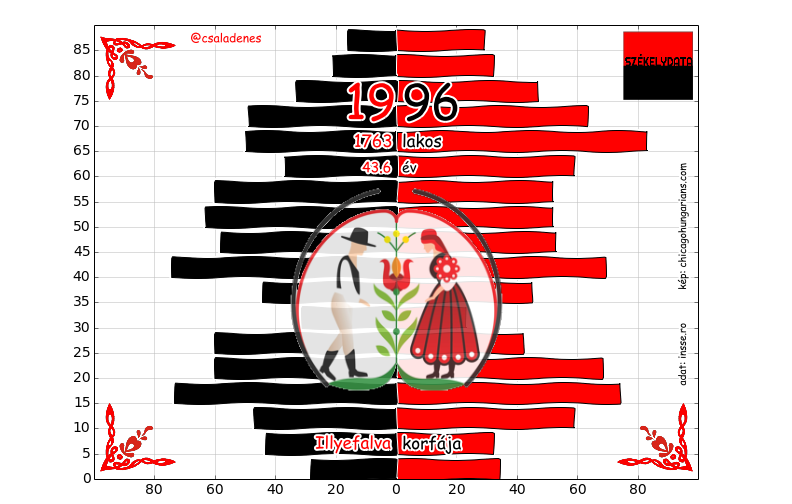 @csaladenes
SZÉKELYDATA
1996
1763 lakos
43.6 év
kép: chicagohungarians.com
adat: insse.ro
Illyefalva korfája
85
80
75
70
65
60
55
50
45
40
35
30
25
20
15
10
5
0
80 60 40 20 0 20 40 60 80